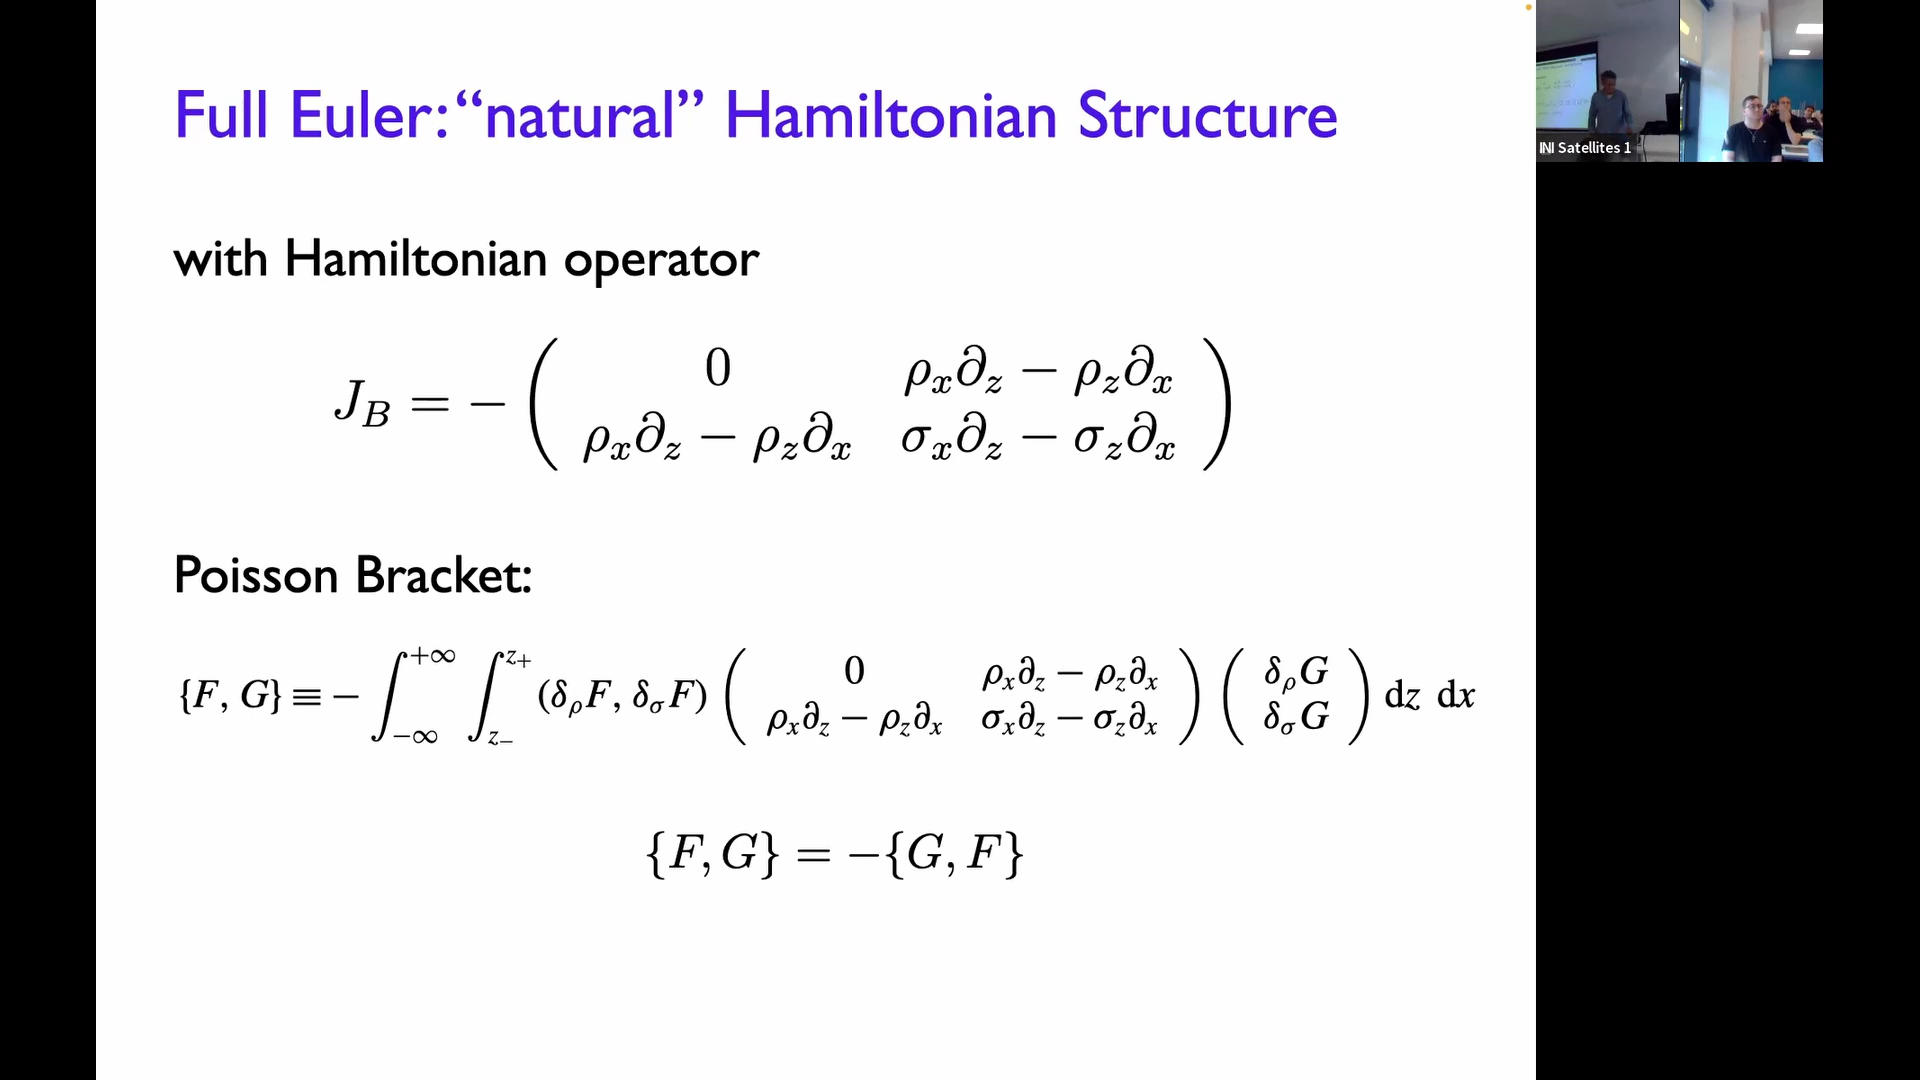 Full Euler: “natural” Hamiltonian Structure
INI Satellites 1
with Hamiltonian operator
J_B = − ( 0 ρ_x∂_z − ρ_z∂_x
ρ_x∂_z − ρ_z∂_x σ_x∂_z − σ_z∂_x )
Poisson Bracket:
{F, G} ≡ − ∫_{−∞}^{+∞} ∫_{z_−}^{z_+} (δ_ρF, δ_σF) ( 0 ρ_x∂_z − ρ_z∂_x
ρ_x∂_z − ρ_z∂_x σ_x∂_z − σ_z∂_x ) ( δ_ρG
δ_σG ) dz dx
{F, G} = −{G, F}